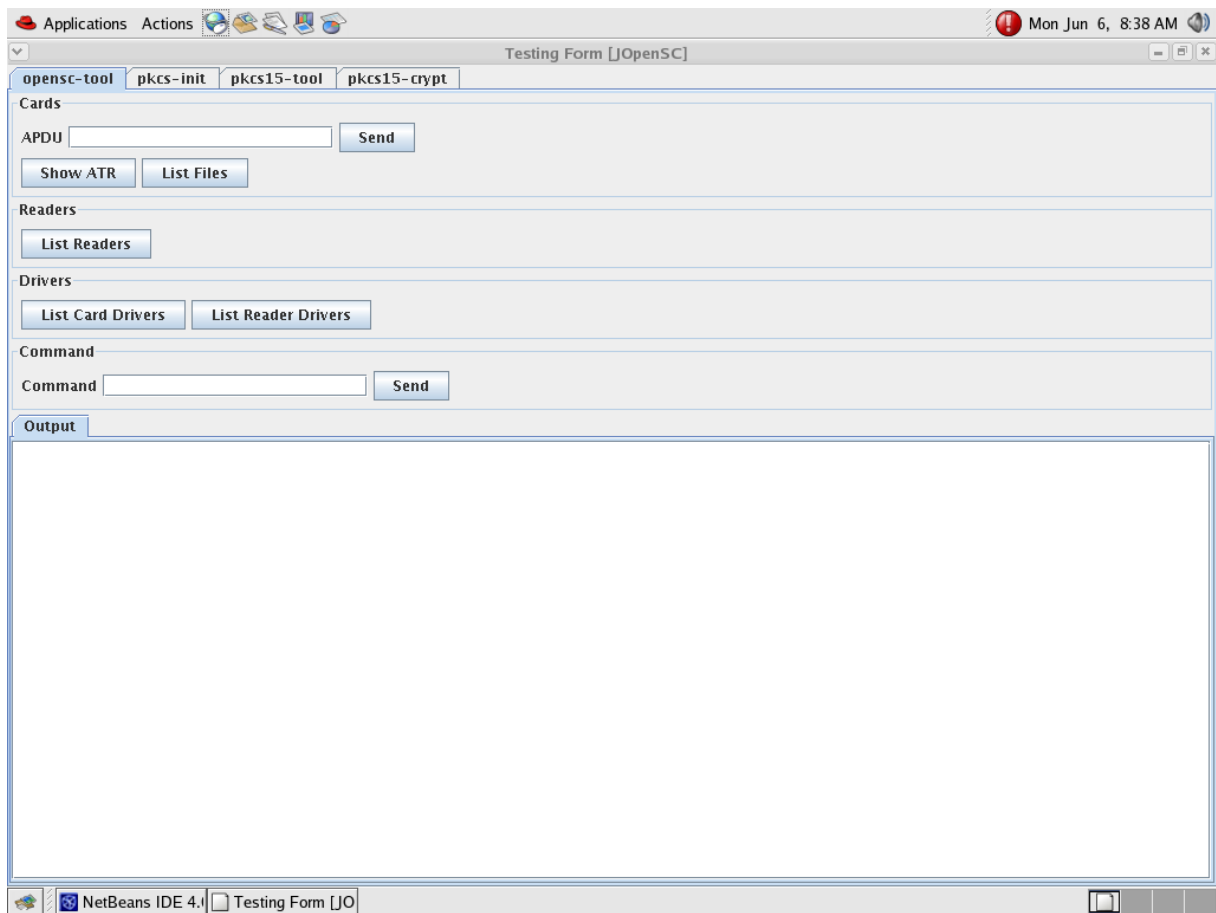 Applications Actions Mon Jun 6, 8:38 AM
Testing Form [JOpenSC]
opensc-tool pkcs-init pkcs15-tool pkcs15-crypt
Cards
APDU Send
Show ATR List Files
Readers
List Readers
Drivers
List Card Drivers List Reader Drivers
Command
Command Send
Output
NetBeans IDE 4. Testing Form [JO